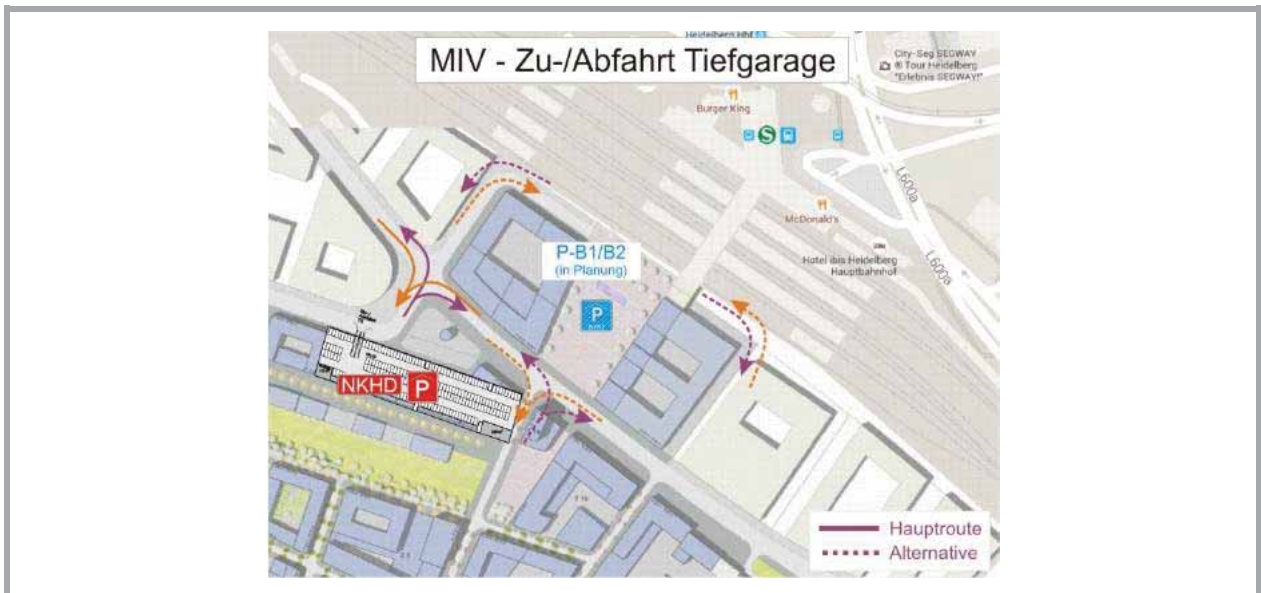 Heidelberg Hbf
MIV - Zu-/Abfahrt Tiefgarage
City-Seg SEGWAY
® Tour Heidelberg
"Erlebnis SEGWAY!"
Burger King
S
L600a
McDonald's
P-B1/B2
(in Planung)
Hotel ibis Heidelberg
Hauptbahnhof
L600a
P
NKHD P
Hauptroute
Alternative